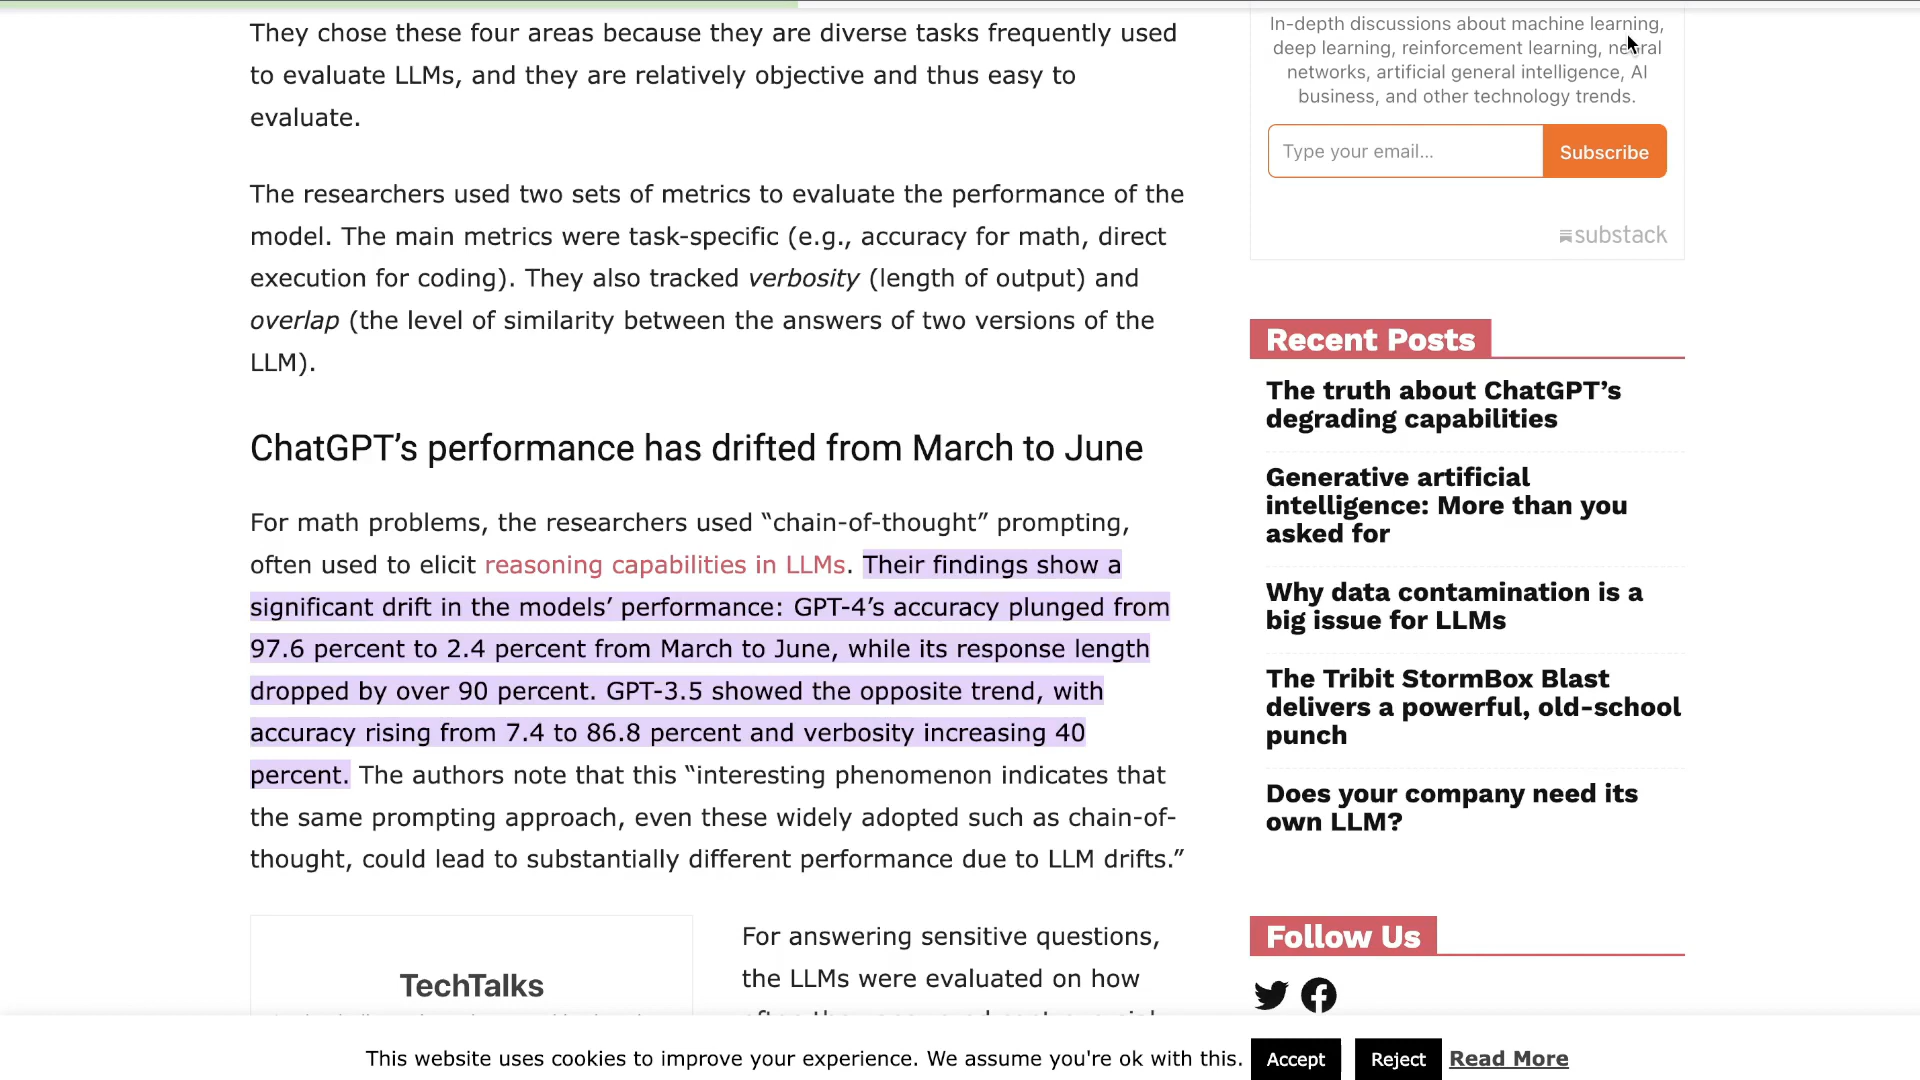 They chose these four areas because they are diverse tasks frequently used
to evaluate LLMs, and they are relatively objective and thus easy to
evaluate.
The researchers used two sets of metrics to evaluate the performance of the
model. The main metrics were task-specific (e.g., accuracy for math, direct
execution for coding). They also tracked verbosity (length of output) and
overlap (the level of similarity between the answers of two versions of the
LLM).
ChatGPT’s performance has drifted from March to June
For math problems, the researchers used “chain-of-thought” prompting,
often used to elicit reasoning capabilities in LLMs. Their findings show a
significant drift in the models’ performance: GPT-4’s accuracy plunged from
97.6 percent to 2.4 percent from March to June, while its response length
dropped by over 90 percent. GPT-3.5 showed the opposite trend, with
accuracy rising from 7.4 to 86.8 percent and verbosity increasing 40
percent. The authors note that this “interesting phenomenon indicates that
the same prompting approach, even these widely adopted such as chain-of-
thought, could lead to substantially different performance due to LLM drifts.”
TechTalks
For answering sensitive questions,
the LLMs were evaluated on how
In-depth discussions about machine learning,
deep learning, reinforcement learning, neural
networks, artificial general intelligence, AI
business, and other technology trends.
Type your email...
Subscribe
substack
Recent Posts
The truth about ChatGPT’s
degrading capabilities
Generative artificial
intelligence: More than you
asked for
Why data contamination is a
big issue for LLMs
The Tribit StormBox Blast
delivers a powerful, old-school
punch
Does your company need its
own LLM?
Follow Us
This website uses cookies to improve your experience. We assume you're ok with this.
Accept
Reject
Read More